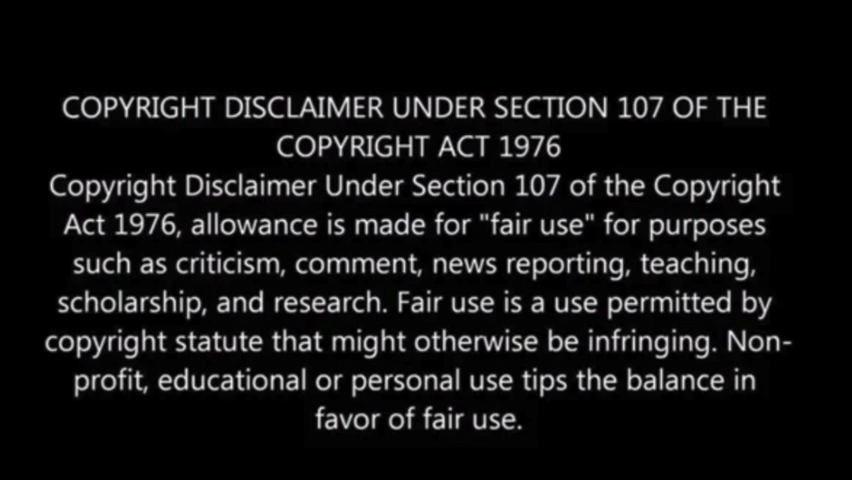 COPYRIGHT DISCLAIMER UNDER SECTION 107 OF THE
COPYRIGHT ACT 1976
Copyright Disclaimer Under Section 107 of the Copyright
Act 1976, allowance is made for "fair use" for purposes
such as criticism, comment, news reporting, teaching,
scholarship, and research. Fair use is a use permitted by
copyright statute that might otherwise be infringing. Non-
profit, educational or personal use tips the balance in
favor of fair use.